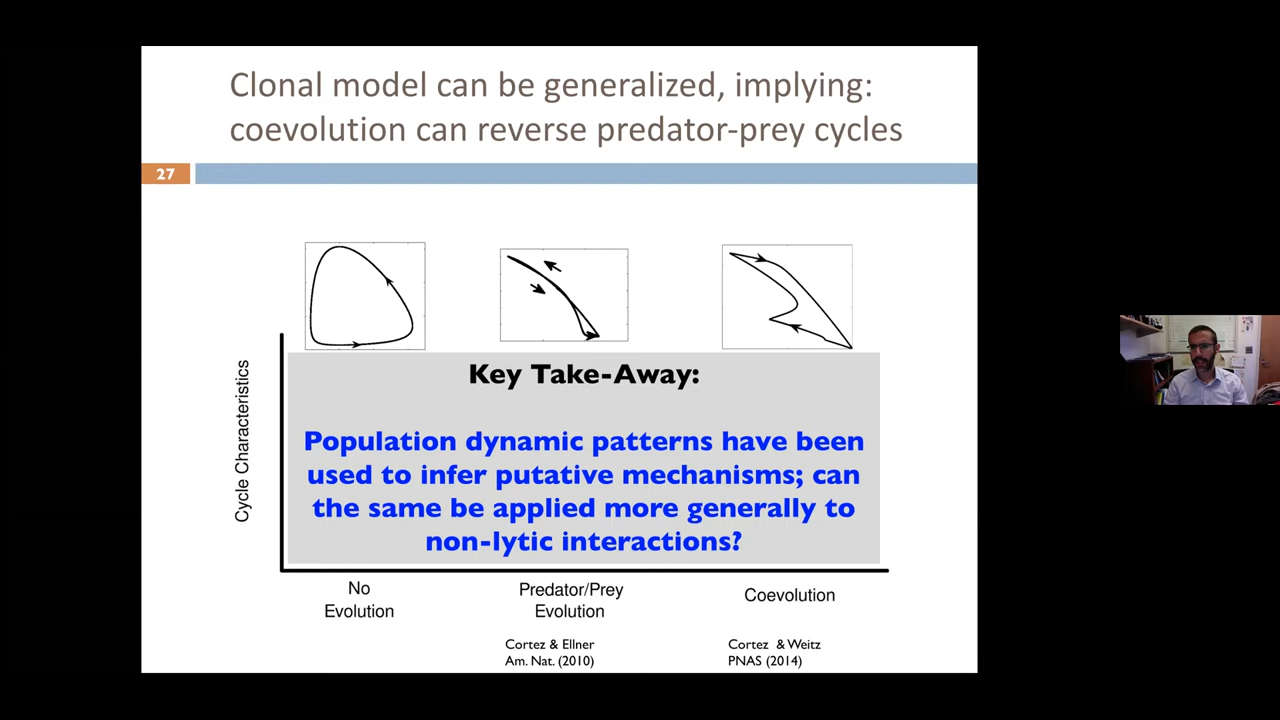 Clonal model can be generalized, implying:
coevolution can reverse predator-prey cycles
27
Cycle Characteristics
Key Take-Away:
Population dynamic patterns have been
used to infer putative mechanisms; can
the same be applied more generally to
non-lytic interactions?
No
Evolution
Predator/Prey
Evolution
Coevolution
Cortez & Ellner
Am. Nat. (2010)
Cortez & Weitz
PNAS (2014)